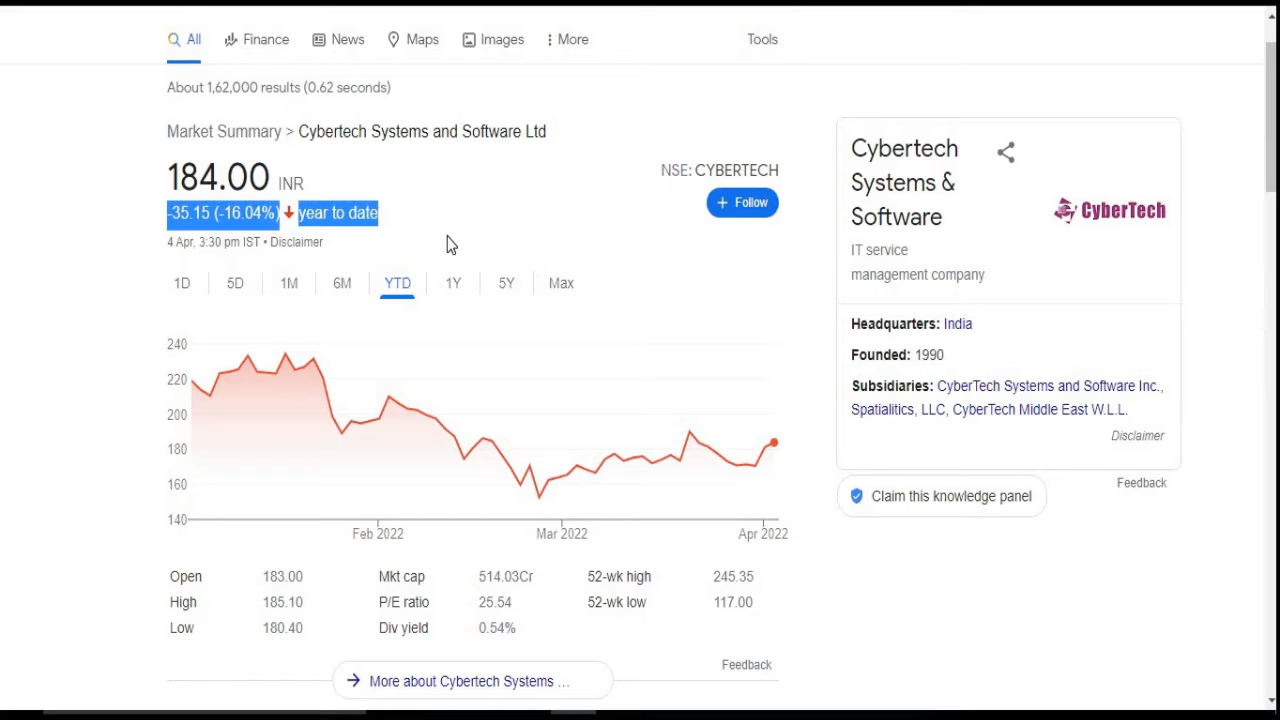 All Finance News Maps Images More Tools
About 1,62,000 results (0.62 seconds)
Market Summary > Cybertech Systems and Software Ltd
184.00 INR
NSE: CYBERTECH
-35.15 (-16.04%) year to date
+ Follow
4 Apr, 3:30 pm IST • Disclaimer
1D 5D 1M 6M YTD 1Y 5Y Max
240
220
200
180
160
140
Feb 2022 Mar 2022 Apr 2022
Open 183.00 Mkt cap 514.03Cr 52-wk high 245.35
High 185.10 P/E ratio 25.54 52-wk low 117.00
Low 180.40 Div yield 0.54%
Feedback
More about Cybertech Systems ...
Cybertech
Systems &
Software
CyberTech
IT service
management company
Headquarters: India
Founded: 1990
Subsidiaries: CyberTech Systems and Software Inc.,
Spatialitics, LLC, CyberTech Middle East W.L.L.
Disclaimer
Feedback
Claim this knowledge panel